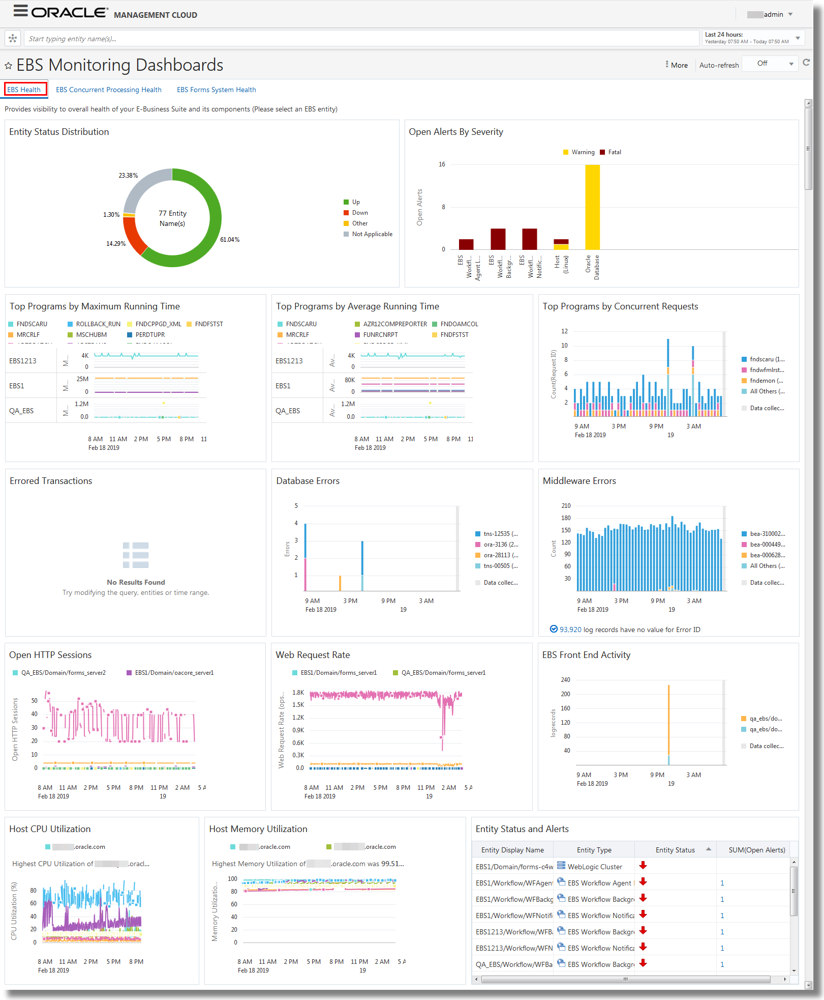 ORACLE® MANAGEMENT CLOUD
admin
Start typing entity name(s)...
Last 24 hours:
Yesterday 07:50 AM - Today 07:50 AM
EBS Monitoring Dashboards
More
Auto-refresh
Off
EBS Health
EBS Concurrent Processing Health
EBS Forms System Health
Provides visibility to overall health of your E-Business Suite and its components (Please select an EBS entity)
Entity Status Distribution
23.38%
1.30%
14.29%
61.04%
77 Entity
Name(s)
Up
Down
Other
Not Applicable
Open Alerts By Severity
Warning
Fatal
Open Alerts
16
8
0
EBS
Workfl...
Agent L...
EBS
Workfl...
Backgr...
EBS
Workfl...
Notific...
Host
(Linux)
Oracle
Database
Top Programs by Maximum Running Time
FNDSCARU
ROLLBACK_RUN
FNDCPPGD_XML
FNDFSTST
MRCRLF
MSCHUBM
PERDTUPR
EBS1213
M...
4K
0
EBS1
M...
25M
0
QA_EBS
M...
1.2M
0.0
8 AM 11 AM 2 PM 5 PM 8 PM 11
Feb 18 2019
Top Programs by Average Running Time
FNDSCARU
AZR12COMPREPORTER
FNDOAMCOL
MRCRLF
FUNRCNRPT
FNDFSTST
EBS1213
Av...
4K
0
EBS1
Av...
80K
0
QA_EBS
Av...
1.2M
0.0
8 AM 11 AM 2 PM 5 PM 8 PM 11
Feb 18 2019
Top Programs by Concurrent Requests
Count(Request ID)
12
10
8
6
4
2
9 AM 3 PM 9 PM 3 AM
Feb 18 2019 19
fndscaru (1...
fndwfmlrst...
fndemon (...
All Others (...
Data collec...
Errored Transactions
No Results Found
Try modifying the query, entities or time range.
Database Errors
Errors
5
4
3
2
1
9 AM 3 PM 9 PM 3 AM
Feb 18 2019 19
tns-12535 (...
ora-3136 (2...
ora-28113 (...
tns-00505 (...
Data collec...
Middleware Errors
Count
210
180
150
120
90
60
30
9 AM 3 PM 9 PM 3 AM
Feb 18 2019 19
bea-310002...
bea-000449...
bea-000628...
All Others (...
Data collec...
93,920 log records have no value for Error ID
Open HTTP Sessions
QA_EBS/Domain/forms_server2
EBS1/Domain/oacore_server1
Open HTTP Sessions
50
40
30
20
10
0
8 AM 11 AM 2 PM 5 PM 8 PM 11 PM 2 AM 5 A
Feb 18 2019 19
Web Request Rate
EBS1/Domain/forms_server1
QA_EBS/Domain/forms_server1
Web Request Rate (ops...
1.8K
1.5K
1.2K
0.9K
0.6K
0.3K
0.0
8 AM 11 AM 2 PM 5 PM 8 PM 11 PM 2 AM 5 A
Feb 18 2019 19
EBS Front End Activity
logrecords
240
200
160
120
80
40
9 AM 3 PM 9 PM 3 AM
Feb 18 2019 19
qa_ebs/do...
qa_ebs/do...
Data collec...
Host CPU Utilization
.oracle.com
Highest CPU Utilization of .oracl...
CPU Utilization (%)
80
60
40
20
0
8 AM 11 AM 2 PM 5 PM 8 PM
Feb 18 2019
Host Memory Utilization
.oracle.com
.oracle.com
Highest Memory Utilization of .oracle.com was 99.51...
Memory Utilizatio...
100
80
60
40
20
0
8 AM 11 AM 2 PM 5 PM 8 PM 11 PM 2 AM 5 A
Feb 18 2019 19
Entity Status and Alerts
Entity Display Name Entity Type Entity Status SUM(Open Alerts)
EBS1/Domain/forms-c4w WebLogic Cluster
EBS1/Workflow/WFAgen EBS Workflow Agent 1
EBS1/Workflow/WFBackg EBS Workflow Backgr 1
EBS1/Workflow/WFNotifi EBS Workflow Notifica 1
EBS1213/Workflow/WFBa EBS Workflow Backgr 1
EBS1213/Workflow/WFN EBS Workflow Notifica 1
QA_EBS/Workflow/WFBa EBS Workflow Backgr 1